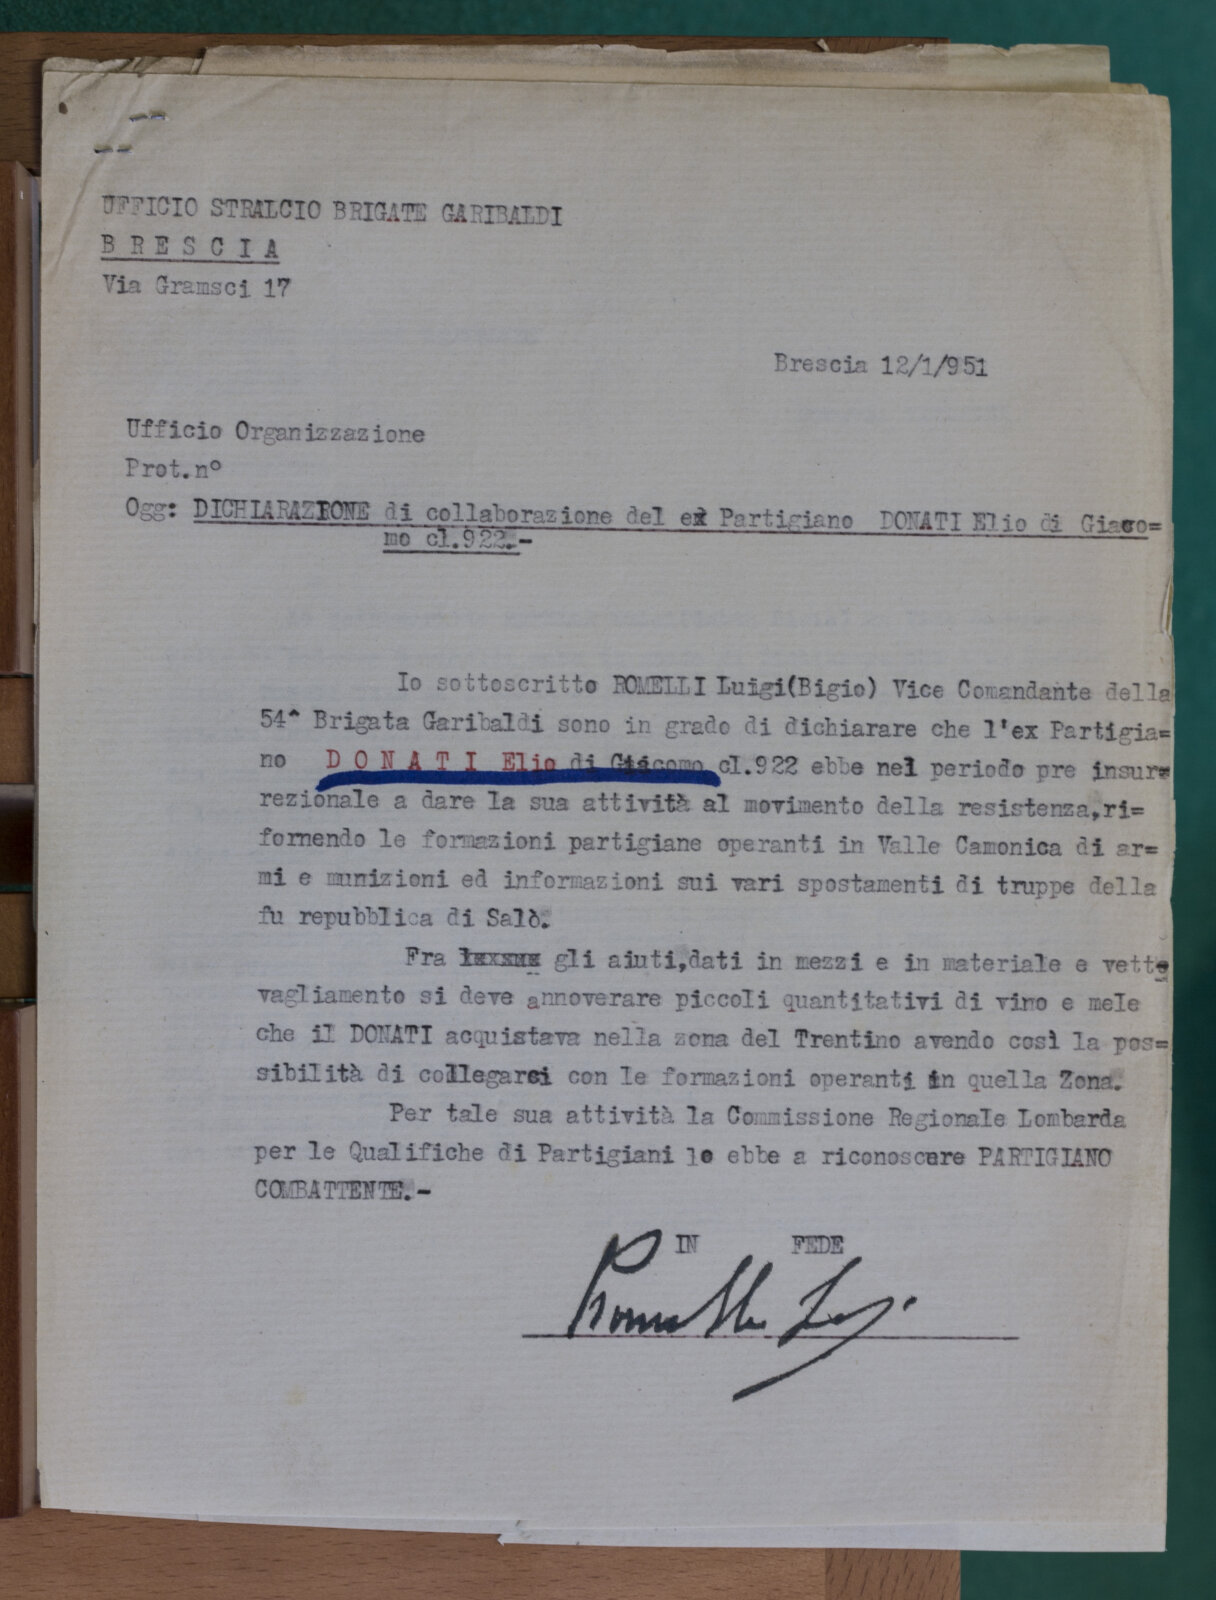 UFFICIO STRALCIO BRIGATE GARIBALDI
B R E S C I A
Via Gramsci 17
Brescia 12/1/951
Ufficio Organizzazione
Prot.n°
Ogg: DICHIARAZIONE di collaborazione del ex Partigiano DONATI Elio di Giaco=
mo cl.922.-
Io sottoscritto ROMELLI Luigi(Bigio) Vice Comandante della
54^ Brigata Garibaldi sono in grado di dichiarare che l'ex Partigia=
no D O N A T I Elio di Giacomo cl.922 ebbe nel periodo pre insur=
rezionale a dare la sua attività al movimento della resistenza,ri=
fornendo le formazioni partigiane operanti in Valle Camonica di ar=
mi e munizioni ed informazioni sui vari spostamenti di truppe della
fu repubblica di Salò.
Fra gli aiuti,dati in mezzi e in materiale e vetto
vagliamento si deve annoverare piccoli quantitativi di vino e mele
che il DONATI acquistava nella zona del Trentino avendo così la pos=
sibilità di collegarci con le formazioni operanti in quella Zona.
Per tale sua attività la Commissione Regionale Lombarda
per le Qualifiche di Partigiani lo ebbe a riconoscere PARTIGIANO
COMBATTENTE.-
IN FEDE
Romelli Luigi